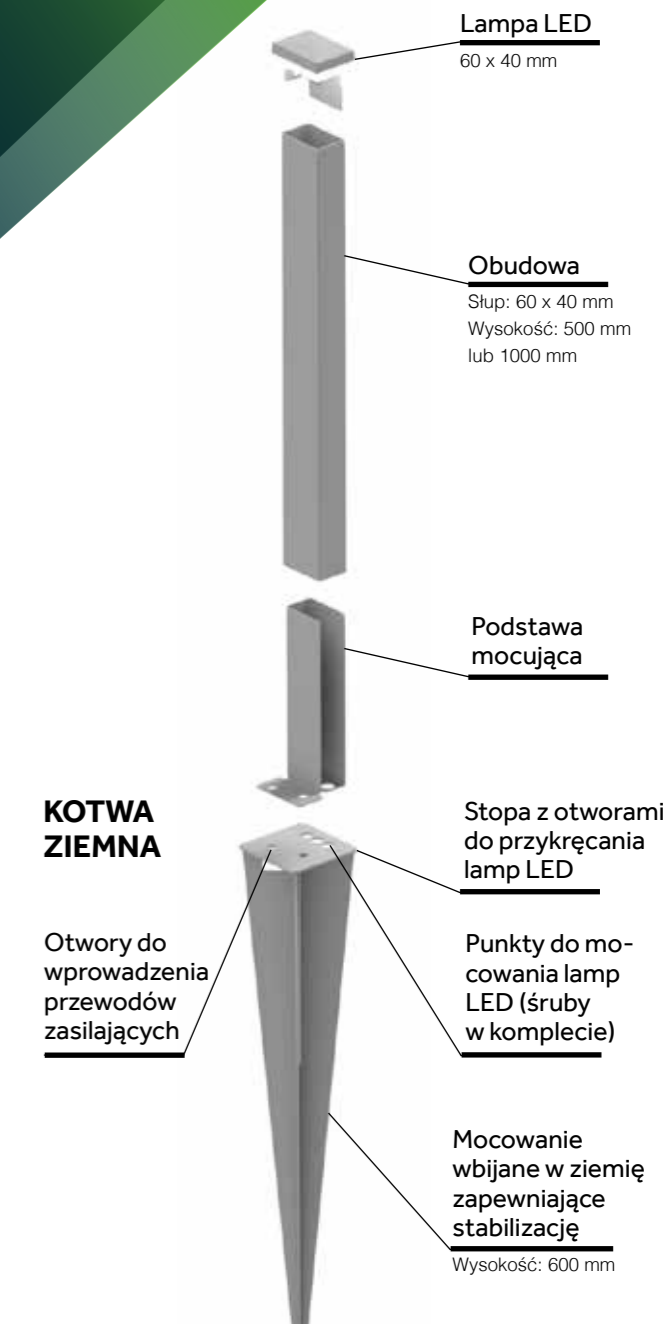 Lampa LED
60 x 40 mm
Obudowa
Słup: 60 x 40 mm
Wysokość: 500 mm
lub 1000 mm
Podstawa
mocująca
KOTWA
ZIEMNA
Stopa z otworami
do przykręcania
lamp LED
Otwory do
wprowadzenia
przewodów
zasilających
Punkty do mo-
cowania lamp
LED (śruby
w komplecie)
Mocowanie
wbijane w ziemię
zapewniające
stabilizację
Wysokość: 600 mm